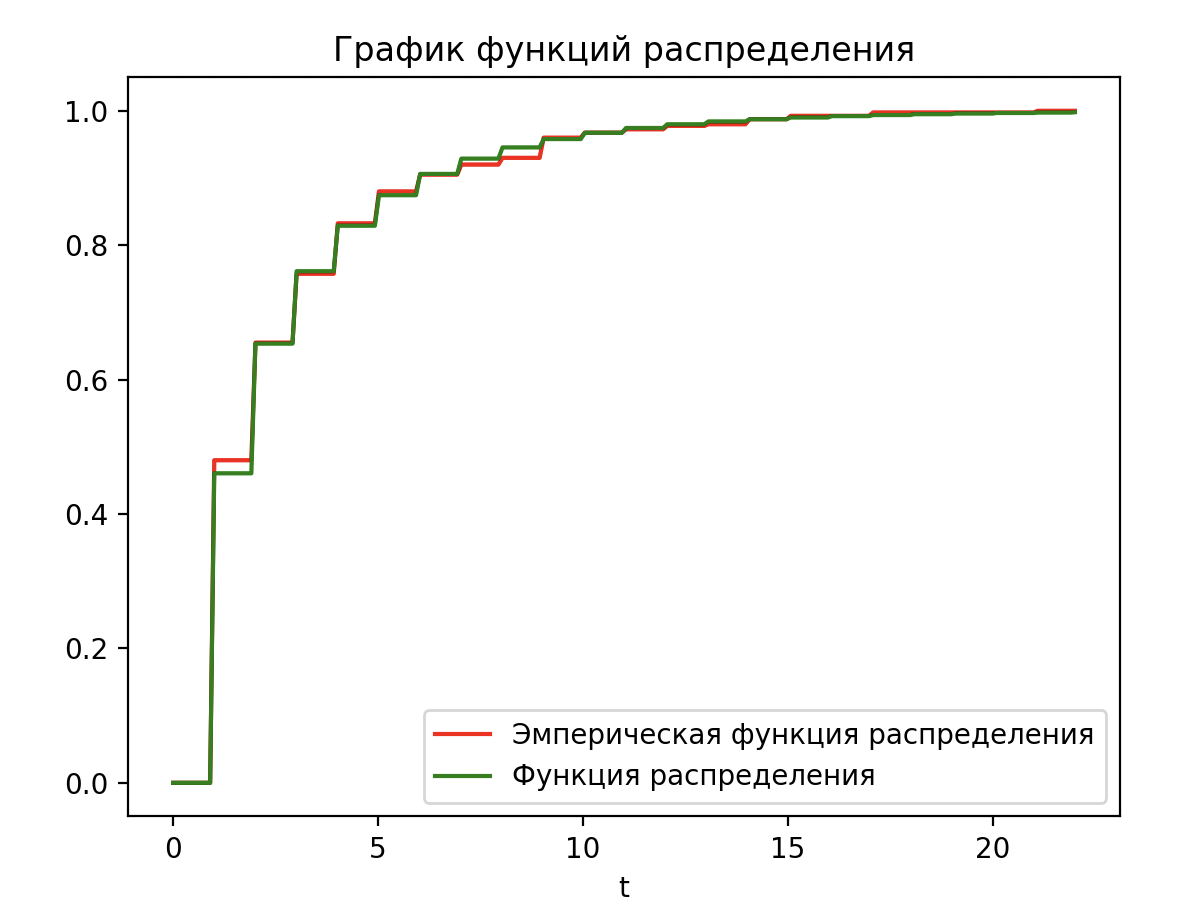 График функций распределения
1.0
0.8
0.6
0.4
0.2
0.0
Эмперическая функция распределения
Функция распределения
0 5 10 15 20
t